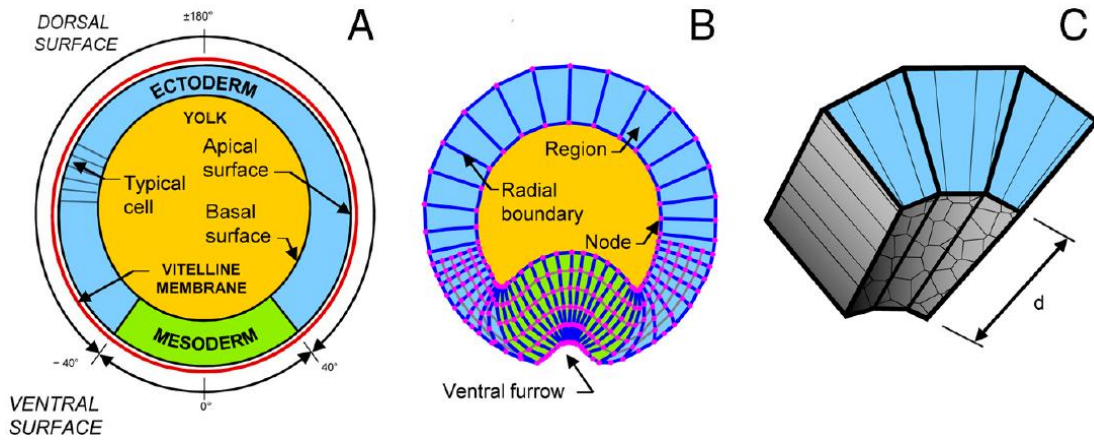 A
DORSAL
SURFACE
±180°
ECTODERM
YOLK
Apical
surface
Typical
cell
Basal
surface
VITELLINE
MEMBRANE
MESODERM
− 40°
40°
0°
VENTRAL
SURFACE
B
Region
Radial
boundary
Node
Ventral furrow
C
d